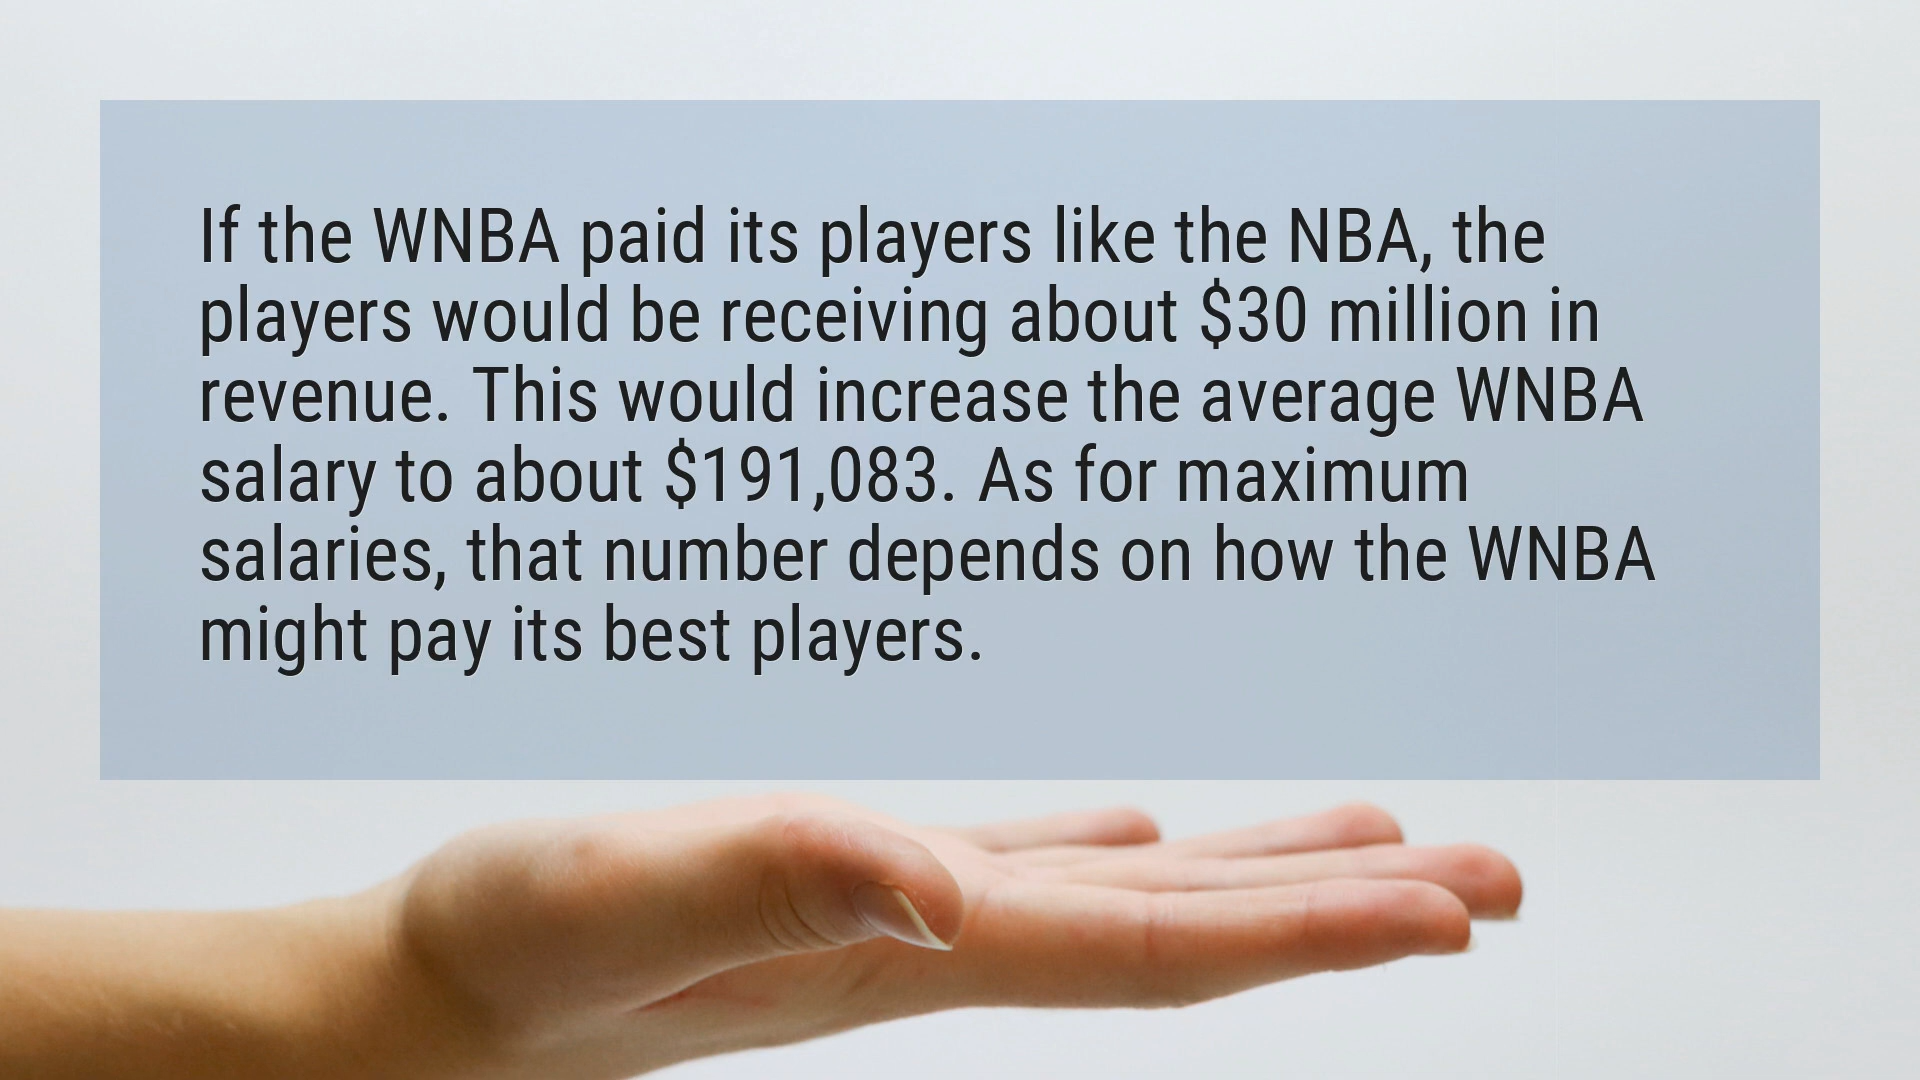 If the WNBA paid its players like the NBA, the
players would be receiving about $30 million in
revenue. This would increase the average WNBA
salary to about $191,083. As for maximum
salaries, that number depends on how the WNBA
might pay its best players.